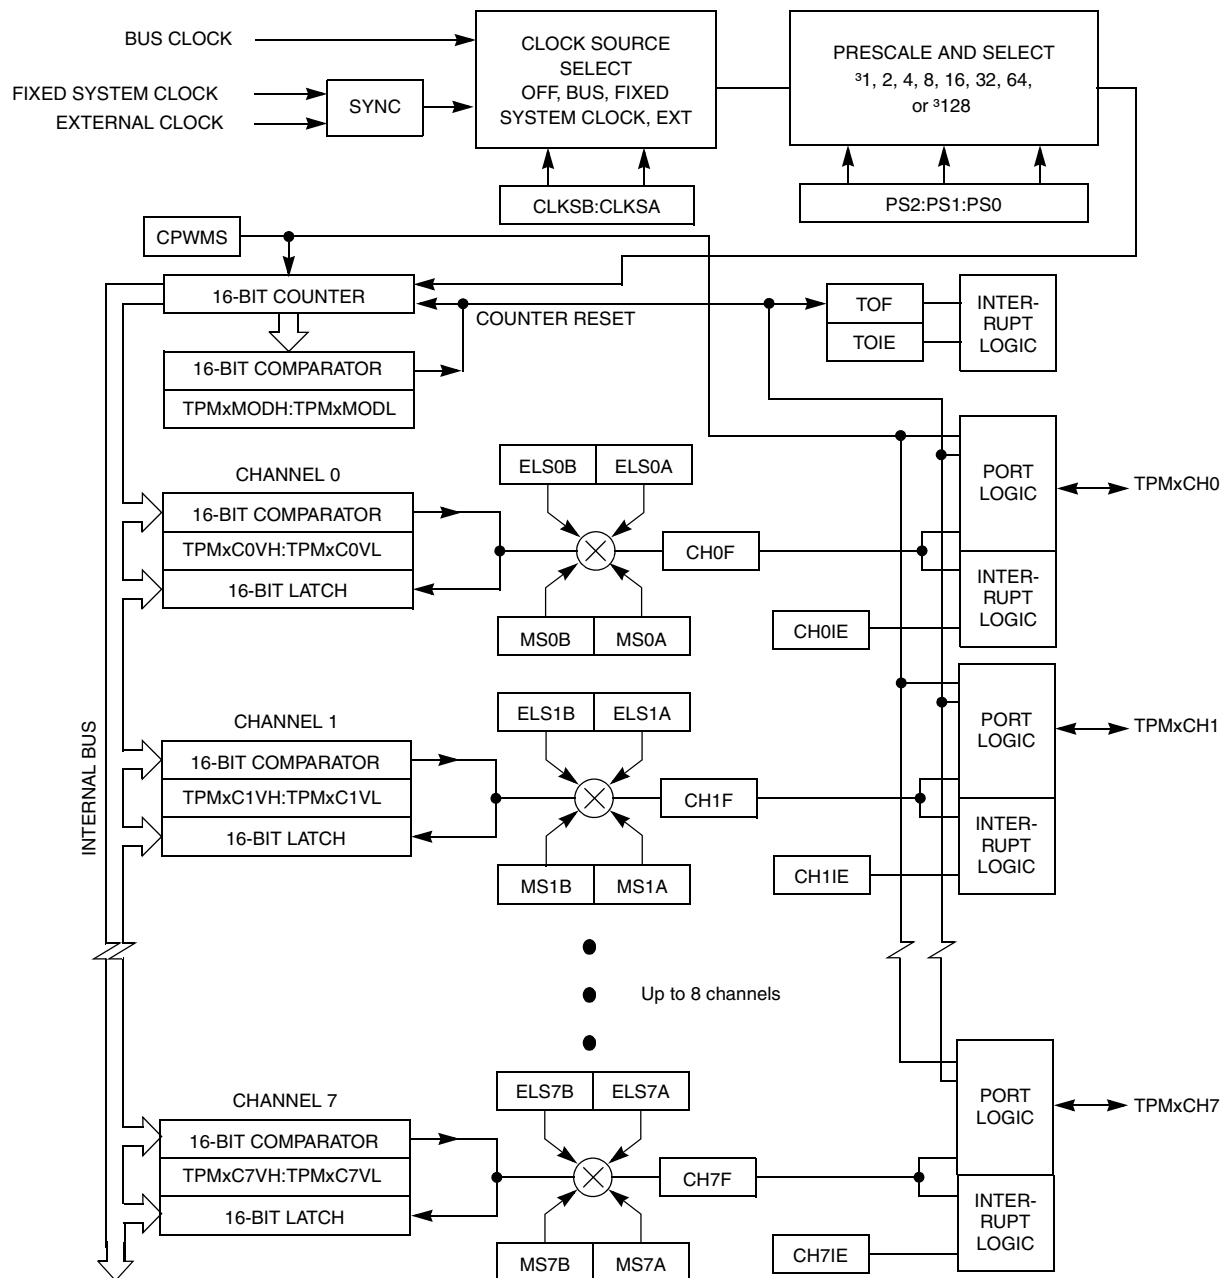 BUS CLOCK
FIXED SYSTEM CLOCK
EXTERNAL CLOCK
SYNC
CLOCK SOURCE
SELECT
OFF, BUS, FIXED
SYSTEM CLOCK, EXT
PRESCALE AND SELECT
³1, 2, 4, 8, 16, 32, 64,
or ³128
CLKSB:CLKSA
PS2:PS1:PS0
CPWMS
16-BIT COUNTER
COUNTER RESET
TOF
TOIE
INTER-
RUPT
LOGIC
16-BIT COMPARATOR
TPMxMODH:TPMxMODL
INTERNAL BUS
CHANNEL 0
16-BIT COMPARATOR
TPMxC0VH:TPMxC0VL
16-BIT LATCH
ELS0B
ELS0A
MS0B
MS0A
CH0F
CH0IE
PORT
LOGIC
INTER-
RUPT
LOGIC
TPMxCH0
CHANNEL 1
16-BIT COMPARATOR
TPMxC1VH:TPMxC1VL
16-BIT LATCH
ELS1B
ELS1A
MS1B
MS1A
CH1F
CH1IE
PORT
LOGIC
INTER-
RUPT
LOGIC
TPMxCH1
Up to 8 channels
CHANNEL 7
16-BIT COMPARATOR
TPMxC7VH:TPMxC7VL
16-BIT LATCH
ELS7B
ELS7A
MS7B
MS7A
CH7F
CH7IE
PORT
LOGIC
INTER-
RUPT
LOGIC
TPMxCH7